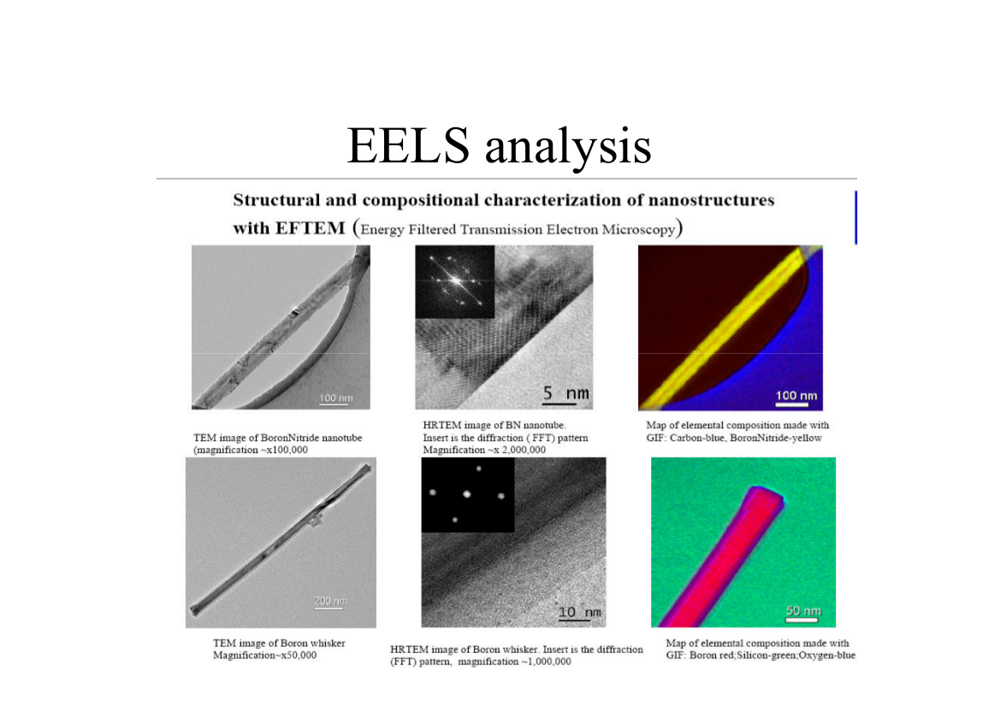 EELS analysis
Structural and compositional characterization of nanostructures
with EFTEM (Energy Filtered Transmission Electron Microscopy)
100 nm
5 nm
100 nm
TEM image of BoronNitride nanotube
(magnification ~x100,000
HRTEM image of BN nanotube.
Insert is the diffraction ( FFT) pattern
Magnification ~x 2,000,000
Map of elemental composition made with
GIF: Carbon-blue, BoronNitride-yellow
200 nm
10 nm
50 nm
TEM image of Boron whisker
Magnification~x50,000
HRTEM image of Boron whisker. Insert is the diffraction
(FFT) pattern, magnification ~1,000,000
Map of elemental composition made with
GIF: Boron red;Silicon-green;Oxygen-blue